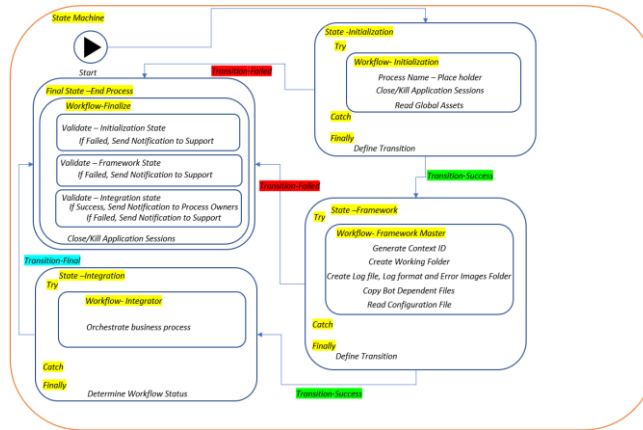 State Machine
Start
State -Initialization
Try
Workflow- Initialization
Process Name – Place holder
Close/Kill Application Sessions
Read Global Assets
Catch
Finally
Define Transition
Transition-Failed
Final State –End Process
Workflow-Finalize
Validate – Initialization State
If Failed, Send Notification to Support
Validate – Framework State
If Failed, Send Notification to Support
Validate – Integration state
If Success, Send Notification to Process Owners
If Failed, Send Notification to Support
Close/Kill Application Sessions
Transition-Failed
Transition-Success
State –Framework
Try
Workflow- Framework Master
Generate Context ID
Create Working Folder
Create Log file, Log format and Error Images Folder
Copy Bot Dependent Files
Read Configuration File
Catch
Finally
Define Transition
Transition-Final
State –Integration
Try
Workflow- Integrator
Orchestrate business process
Catch
Finally
Determine Workflow Status
Transition-Success